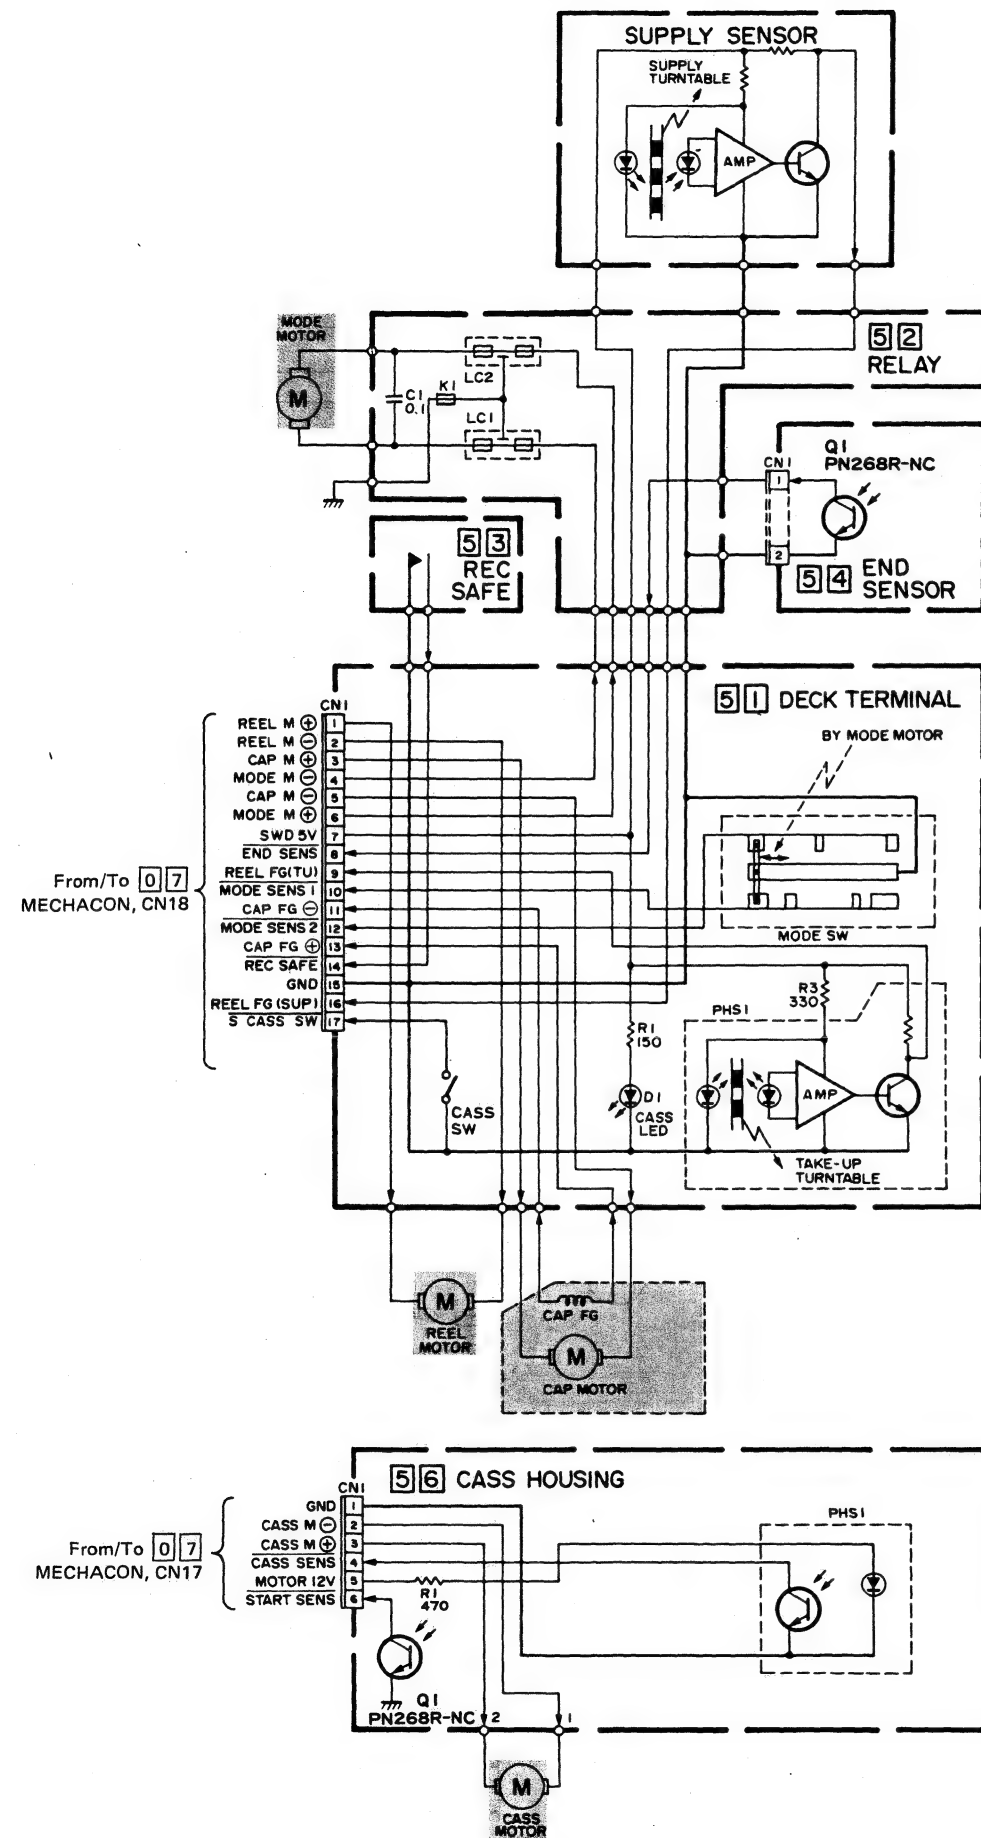 SUPPLY SENSOR
SUPPLY
TURNTABLE
AMP
MODE
MOTOR
M
C1
0.1
K1
LC2
LC1
5 2
RELAY
Q1
PN268R-NC
CN1
1
2
5 4 END
SENSOR
5 3
REC
SAFE
5 1 DECK TERMINAL
BY MODE MOTOR
MODE SW
CN1
REEL M ⊕ 1
REEL M ⊖ 2
CAP M ⊕ 3
MODE M ⊖ 4
CAP M ⊖ 5
MODE M ⊕ 6
SWD 5V 7
END SENS 8
REEL FG(TU) 9
MODE SENS 1 10
CAP FG ⊖ 11
MODE SENS 2 12
CAP FG ⊕ 13
REC SAFE 14
GND 15
REEL FG(SUP) 16
S CASS SW 17
From/To 0 7
MECHACON, CN18
R3
330
PHS1
R1
150
AMP
D1
CASS
LED
CASS
SW
TAKE-UP
TURNTABLE
M
REEL
MOTOR
CAP FG
M
CAP MOTOR
5 6 CASS HOUSING
CN1
GND 1
CASS M ⊖ 2
CASS M ⊕ 3
CASS SENS 4
MOTOR 12V 5
START SENS 6
From/To 0 7
MECHACON, CN17
R1
470
PHS1
Q1
PN268R-NC
2
1
M
CASS
MOTOR